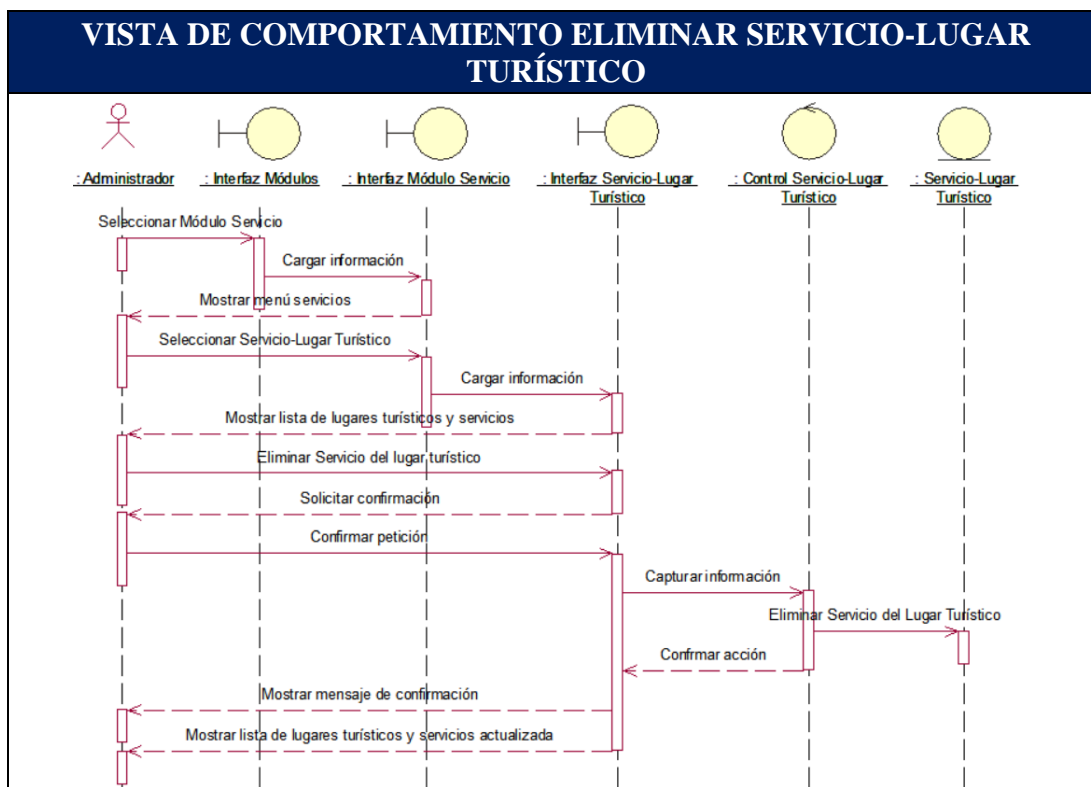 VISTA DE COMPORTAMIENTO ELIMINAR SERVICIO-LUGAR
TURÍSTICO
: Administrador
: Interfaz Módulos
: Interfaz Módulo Servicio
: Interfaz Servicio-Lugar
Turístico
: Control Servicio-Lugar
Turístico
: Servicio-Lugar
Turístico
Seleccionar Módulo Servicio
Cargar información
Mostrar menú servicios
Seleccionar Servicio-Lugar Turístico
Cargar información
Mostrar lista de lugares turísticos y servicios
Eliminar Servicio del lugar turístico
Solicitar confirmación
Confirmar petición
Capturar información
Eliminar Servicio del Lugar Turístico
Confrmar acción
Mostrar mensaje de confirmación
Mostrar lista de lugares turísticos y servicios actualizada